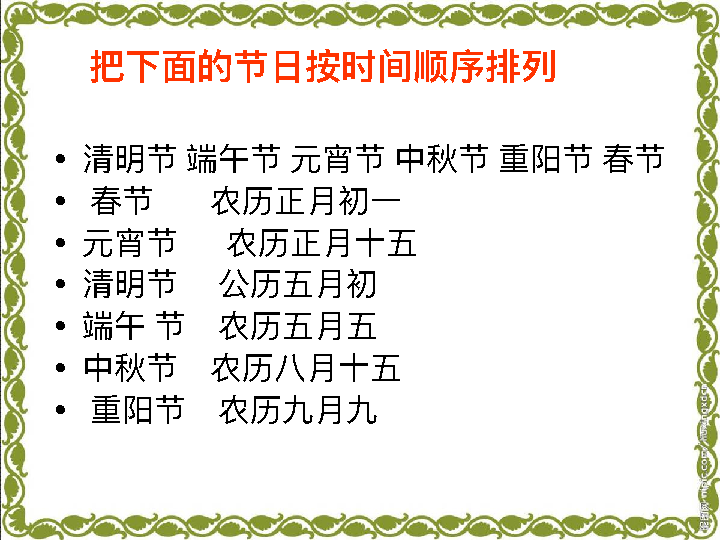 把下面的节日按时间顺序排列
• 清明节 端午节 元宵节 中秋节 重阳节 春节
• 春节 农历正月初一
• 元宵节 农历正月十五
• 清明节 公历五月初
• 端午 节 农历五月五
• 中秋节 农历八月十五
• 重阳节 农历九月九